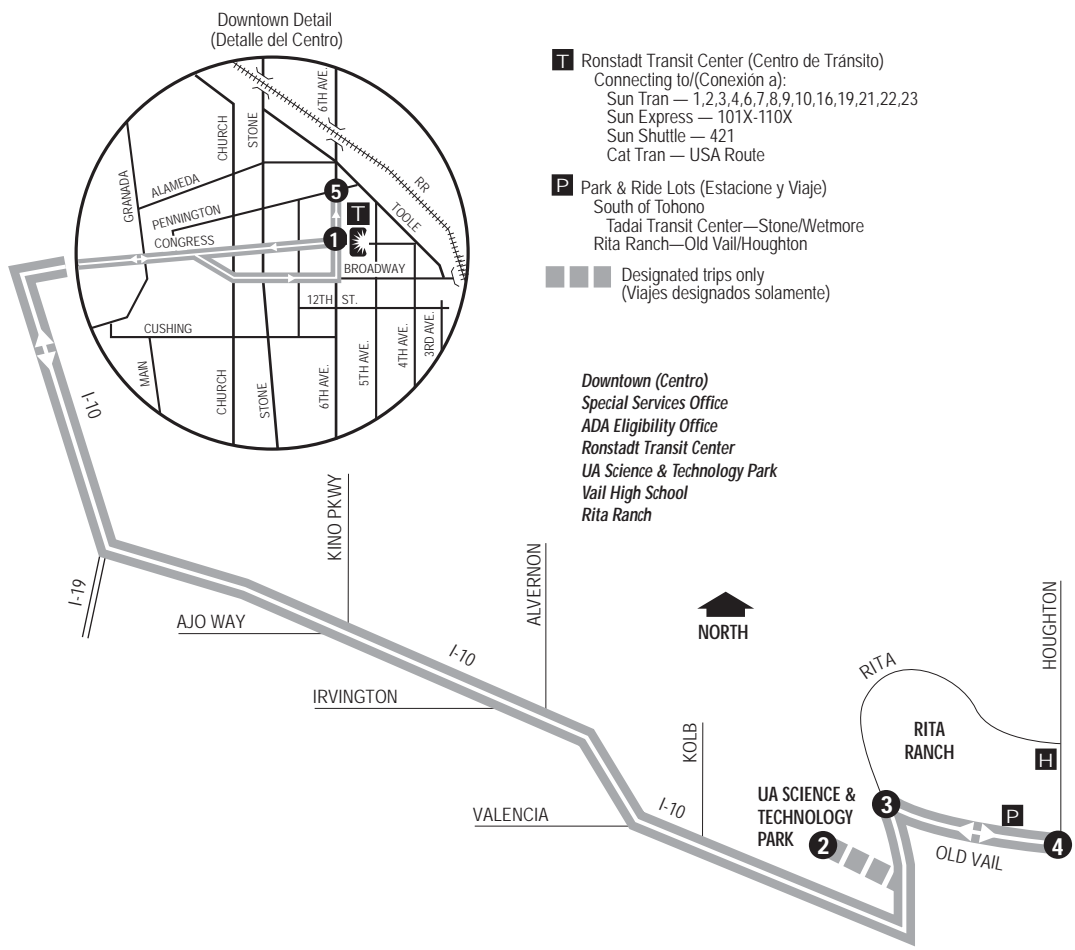 Downtown Detail
(Detalle del Centro)
6TH AVE.
STONE
CHURCH
GRANADA
ALAMEDA
RR
PENNINGTON
5
T
TOOLE
CONGRESS
1
BROADWAY
12TH ST.
CUSHING
MAIN
CHURCH
STONE
6TH AVE.
5TH AVE.
4TH AVE.
3RD AVE.
T Ronstadt Transit Center (Centro de Tránsito)
Connecting to/(Conexión a):
Sun Tran — 1,2,3,4,6,7,8,9,10,16,19,21,22,23
Sun Express — 101X-110X
Sun Shuttle — 421
Cat Tran — USA Route
P Park & Ride Lots (Estacione y Viaje)
South of Tohono
Tadai Transit Center—Stone/Wetmore
Rita Ranch—Old Vail/Houghton
Designated trips only
(Viajes designados solamente)
Downtown (Centro)
Special Services Office
ADA Eligibility Office
Ronstadt Transit Center
UA Science & Technology Park
Vail High School
Rita Ranch
I-10
I-19
KINO PKWY
AJO WAY
I-10
ALVERNON
IRVINGTON
NORTH
KOLB
VALENCIA
I-10
HOUGHTON
RITA
RITA
RANCH
H
UA SCIENCE &
TECHNOLOGY
PARK
2
3
P
4
OLD VAIL